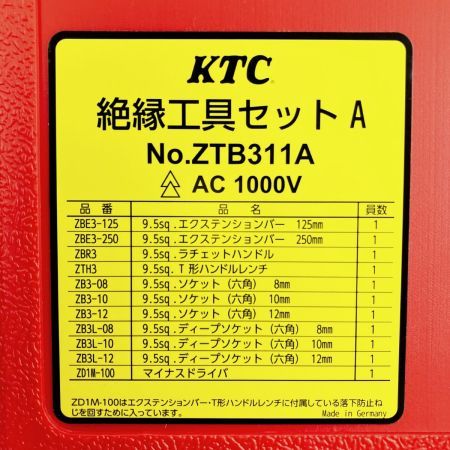 KTC
絶縁工具セット A
No.ZTB311A
AC 1000V
品 番 品 名 員数
ZBE3-125 9.5sq.エクステンションバー 125mm 1
ZBE3-250 9.5sq.エクステンションバー 250mm 1
ZBR3 9.5sq.ラチェットハンドル 1
ZTH3 9.5sq.T形ハンドルレンチ 1
ZB3-08 9.5sq.ソケット(六角) 8mm 1
ZB3-10 9.5sq.ソケット(六角) 10mm 1
ZB3-12 9.5sq.ソケット(六角) 12mm 1
ZB3L-08 9.5sq.ディープソケット(六角) 8mm 1
ZB3L-10 9.5sq.ディープソケット(六角) 10mm 1
ZB3L-12 9.5sq.ディープソケット(六角) 12mm 1
ZD1M-100 マイナスドライバ 1
ZD1M-100はエクステンションバー・T形ハンドルレンチに付属している落下防止ね
じを回すために入っています。 Made in Germany